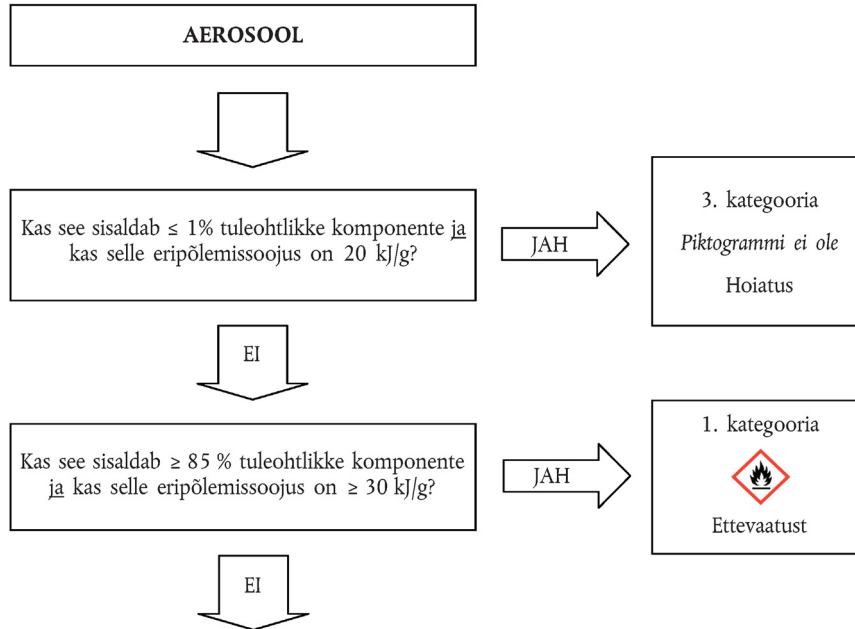 AEROSOOL
Kas see sisaldab ≤ 1% tuleohtlikke komponente ja
kas selle eripõlemissoojus on 20 kJ/g?
JAH
3. kategooria
Piktogrammi ei ole
Hoiatus
EI
Kas see sisaldab ≥ 85 % tuleohtlikke komponente
ja kas selle eripõlemissoojus on ≥ 30 kJ/g?
JAH
1. kategooria
Ettevaatust
EI